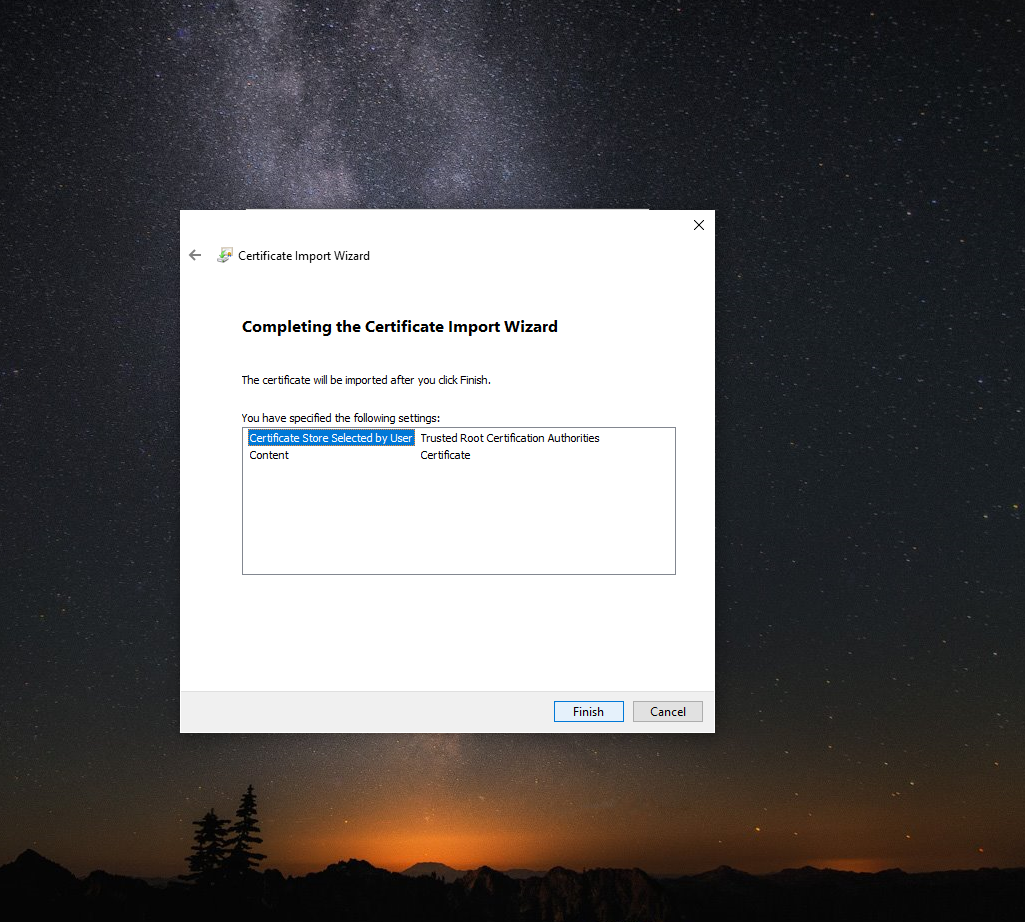 Certificate Import Wizard
Completing the Certificate Import Wizard
The certificate will be imported after you click Finish.
You have specified the following settings:
Certificate Store Selected by User Trusted Root Certification Authorities
Content Certificate
Finish Cancel